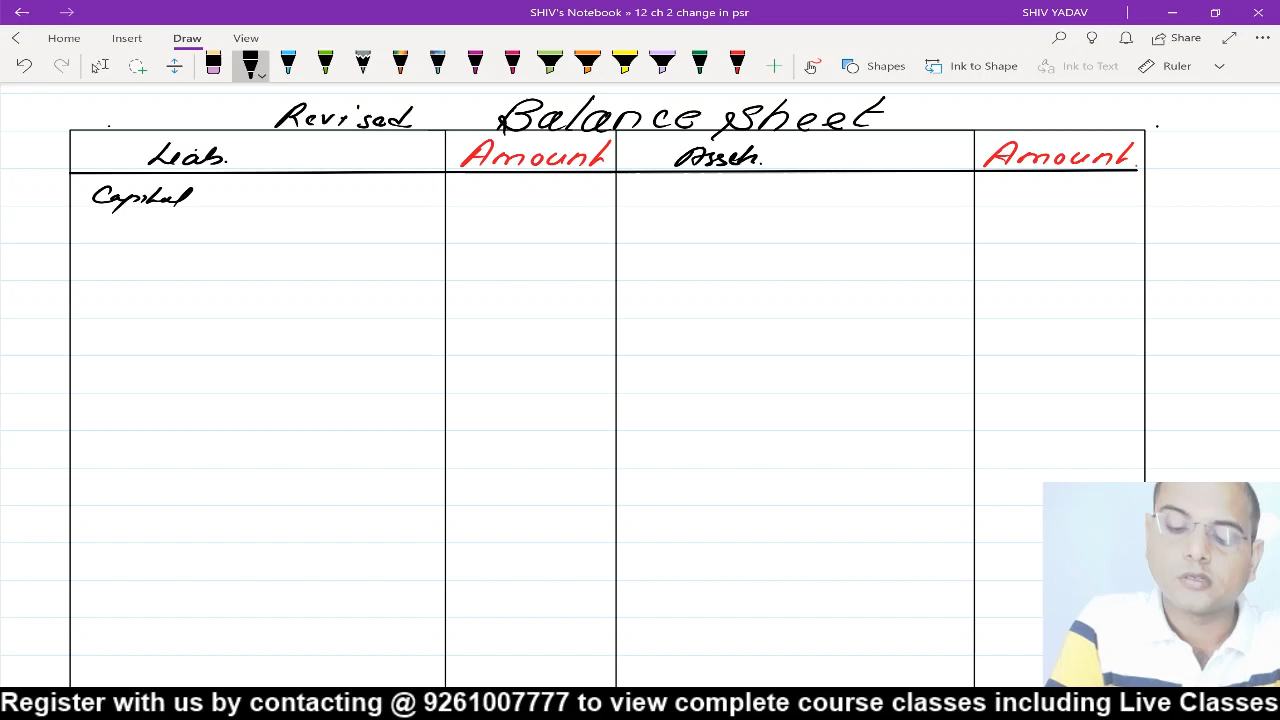 SHIV's Notebook » 12 ch 2 change in psr
SHIV YADAV
Home Insert Draw View
Share
Shapes
Ink to Shape
Ink to Text
Ruler
Revised Balance Sheet
Liab. Amount Asseh. Amount.
Capital
Register with us by contacting @ 9261007777 to view complete course classes including Live Classes